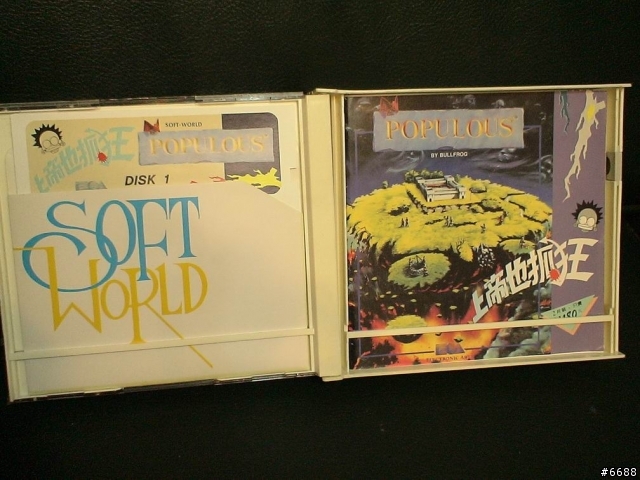 SOFT-WORLD
POPULOUS
上帝也抓狂
DISK 1
SOFT
WORLD
POPULOUS
BY BULLFROG
上帝也抓狂
#6688